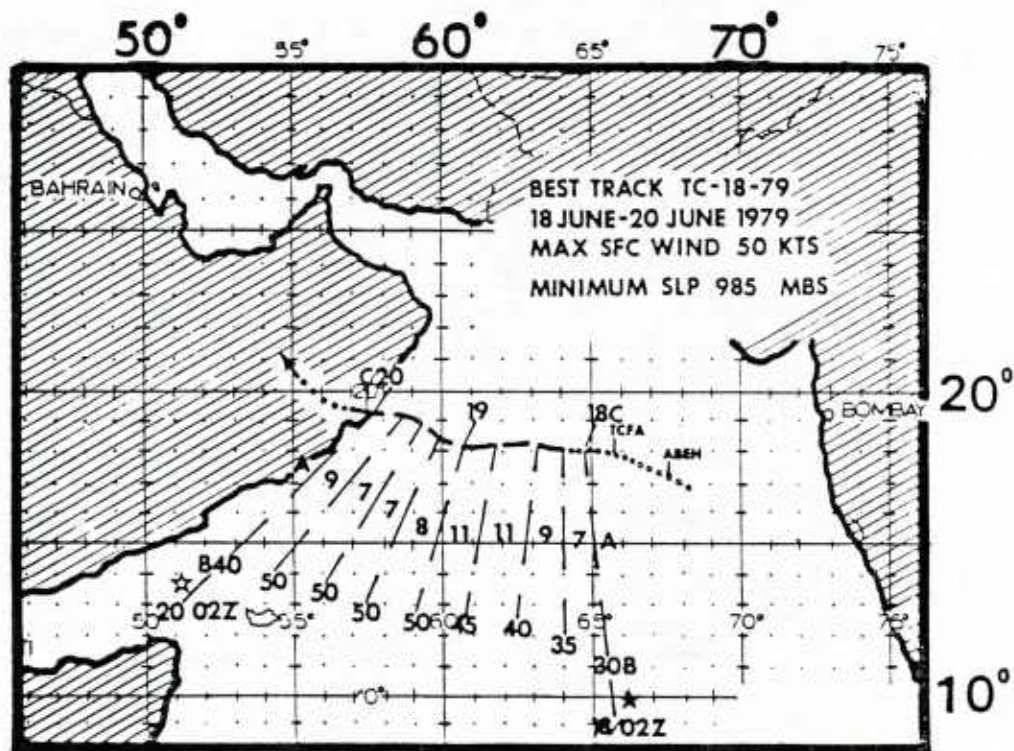 50° 60° 70°
55° 65° 75°
BAHRAIN
BEST TRACK TC-18-79
18 JUNE-20 JUNE 1979
MAX SFC WIND 50 KTS
MINIMUM SLP 985 MBS
C20
20°
19 18C
BOMBAY
TCFA
ABEH
A 9 7 7 8 11 11 9 7 A
B40 50 50 50 50 45 40 35 30B
20 02Z
50° 55° 60° 65° 70° 75°
10° 10°
02Z